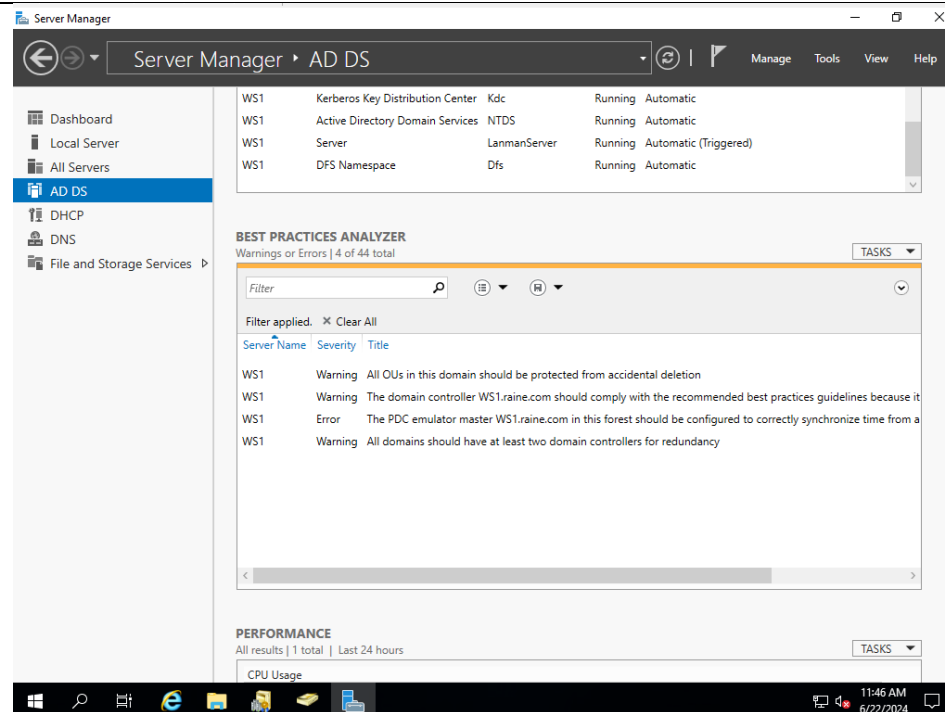 Server Manager
Server Manager ‣ AD DS
Manage Tools View Help
Dashboard
Local Server
All Servers
AD DS
DHCP
DNS
File and Storage Services
WS1 Kerberos Key Distribution Center Kdc Running Automatic
WS1 Active Directory Domain Services NTDS Running Automatic
WS1 Server LanmanServer Running Automatic (Triggered)
WS1 DFS Namespace Dfs Running Automatic
BEST PRACTICES ANALYZER
Warnings or Errors | 4 of 44 total
TASKS
Filter
Filter applied. × Clear All
Server Name Severity Title
WS1 Warning All OUs in this domain should be protected from accidental deletion
WS1 Warning The domain controller WS1.raine.com should comply with the recommended best practices guidelines because it
WS1 Error The PDC emulator master WS1.raine.com in this forest should be configured to correctly synchronize time from a
WS1 Warning All domains should have at least two domain controllers for redundancy
PERFORMANCE
All results | 1 total | Last 24 hours
TASKS
CPU Usage
11:46 AM
6/22/2024